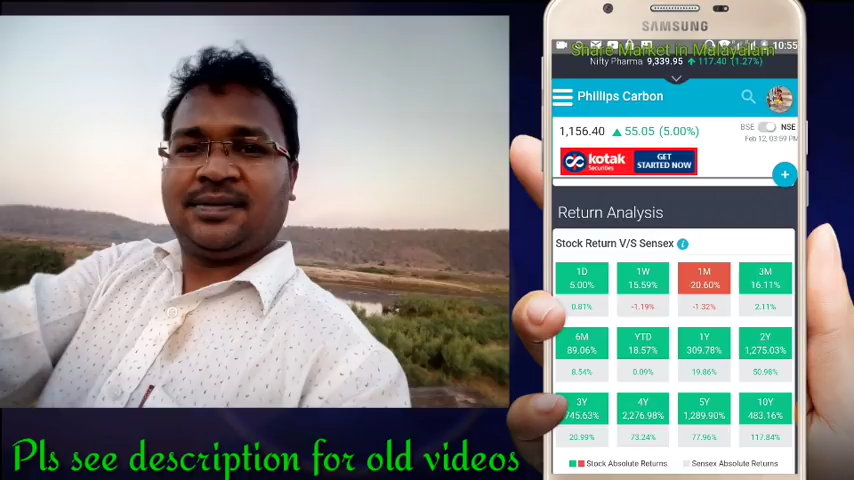 SAMSUNG
Share Market in Mulayalam
10:55
Nifty Pharma 9,339.95 117.40 (1.27%)
Phillips Carbon
1,156.40 ▲ 55.05 (5.00%)
BSE NSE
Feb 12, 03:59 PM
kotak Securities GET STARTED NOW
+
Return Analysis
Stock Return V/S Sensex i
1D 1W 1M 3M
5.00% 15.59% -20.60% 16.11%
0.81% -1.19% -1.32% 2.11%
6M YTD 1Y 2Y
89.06% 18.57% 309.78% 1,275.03%
8.54% 0.09% 19.86% 50.98%
3Y 4Y 5Y 10Y
745.63% 2,276.98% 1,289.90% 483.16%
20.99% 73.24% 77.96% 117.84%
Stock Absolute Returns Sensex Absolute Returns
Pls see description for old videos